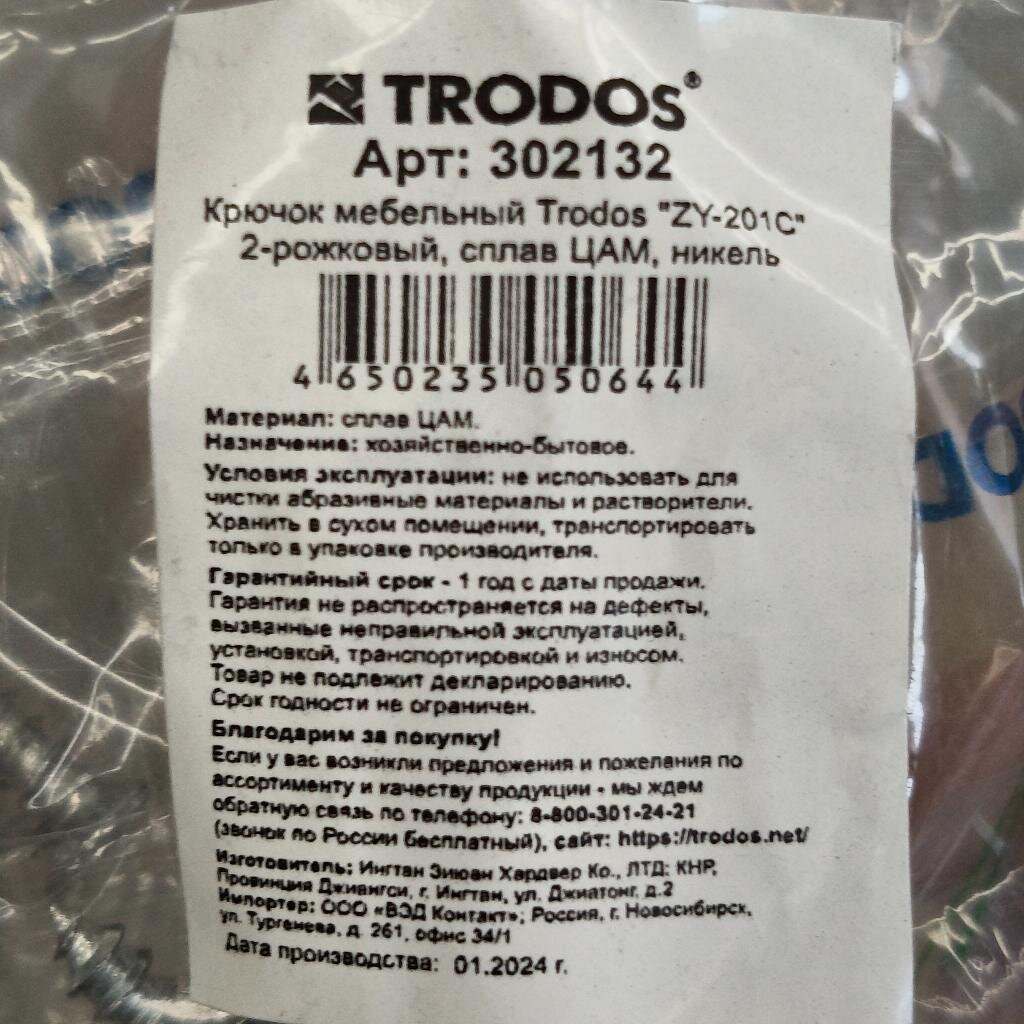 TRODOS®
Арт: 302132
Крючок мебельный Trodos "ZY-201C"
2-рожковый, сплав ЦАМ, никель
4 650235 050644
Материал: сплав ЦАМ.
Назначение: хозяйственно-бытовое.
Условия эксплуатации: не использовать для
чистки абразивные материалы и растворители.
Хранить в сухом помещении, транспортировать
только в упаковке производителя.
Гарантийный срок - 1 год с даты продажи.
Гарантия не распространяется на дефекты,
вызванные неправильной эксплуатацией,
установкой, транспортировкой и износом.
Товар не подлежит декларированию.
Срок годности не ограничен.
Благодарим за покупку!
Если у вас возникли предложения и пожелания по
ассортименту и качеству продукции - мы ждем
обратную связь по телефону: 8-800-301-24-21
(звонок по России бесплатный), сайт: https://trodos.net/
Изготовитель: Ингтан Зиюан Хардвер Ко., ЛТД: КНР,
Провинция Джиангси, г. Ингтан, ул. Джиатонг, д.2
Импортер: ООО «ВЭД Контакт»; Россия, г. Новосибирск,
ул. Тургенева, д. 261, офис 34/1
Дата производства: 01.2024 г.